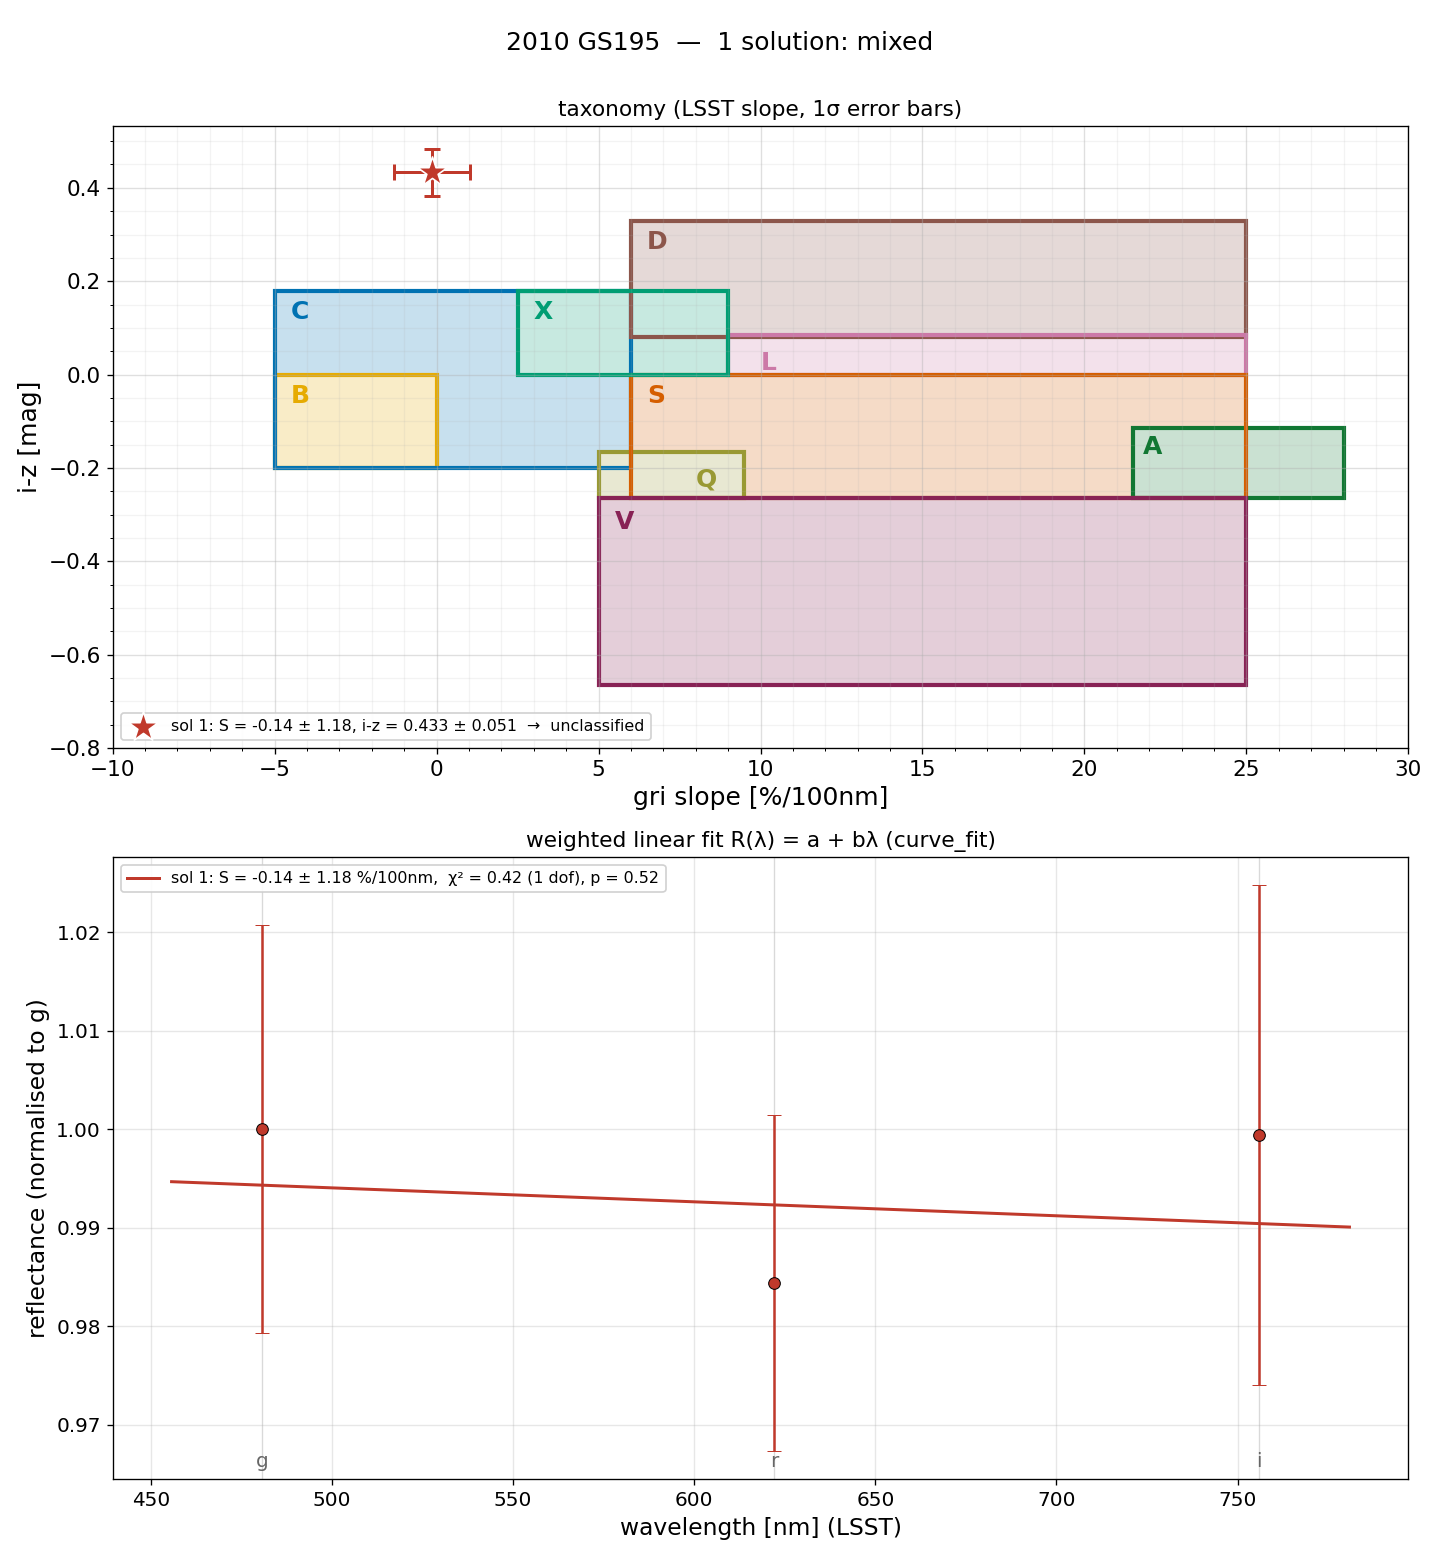 2010 GS195 — 1 solution: mixed
taxonomy (LSST slope, 1σ error bars)
i-z [mag]
0.4
0.2
0.0
−0.2
−0.4
−0.6
−0.8
D
C
X
L
B
S
A
Q
V
sol 1: S = -0.14 ± 1.18, i-z = 0.433 ± 0.051 → unclassified
−10
−5
0
5
10
15
20
25
30
gri slope [%/100nm]
weighted linear fit R(λ) = a + bλ (curve_fit)
sol 1: S = -0.14 ± 1.18 %/100nm, χ² = 0.42 (1 dof), p = 0.52
reflectance (normalised to g)
1.02
1.01
1.00
0.99
0.98
0.97
g
r
i
450
500
550
600
650
700
750
wavelength [nm] (LSST)